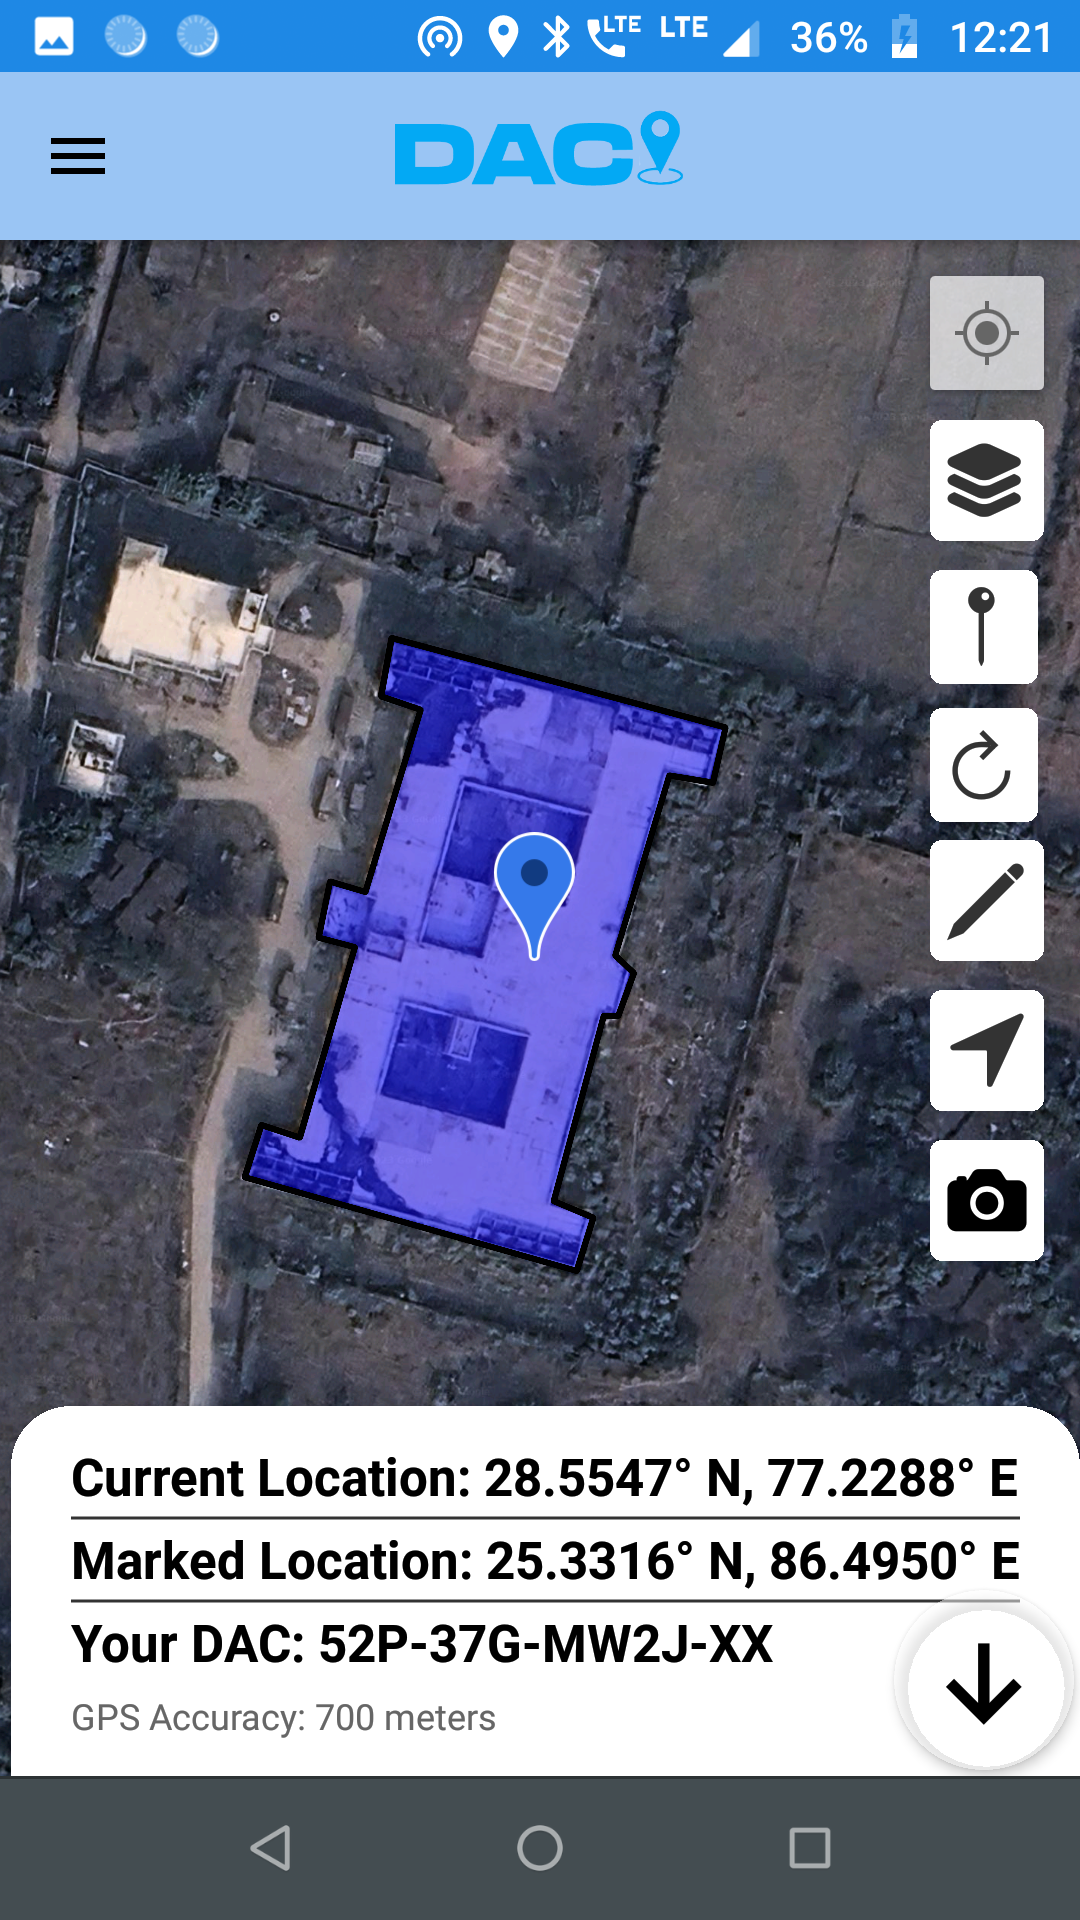 LTE LTE 36% 12:21
DAC
Current Location: 28.5547° N, 77.2288° E
Marked Location: 25.3316° N, 86.4950° E
Your DAC: 52P-37G-MW2J-XX
GPS Accuracy: 700 meters